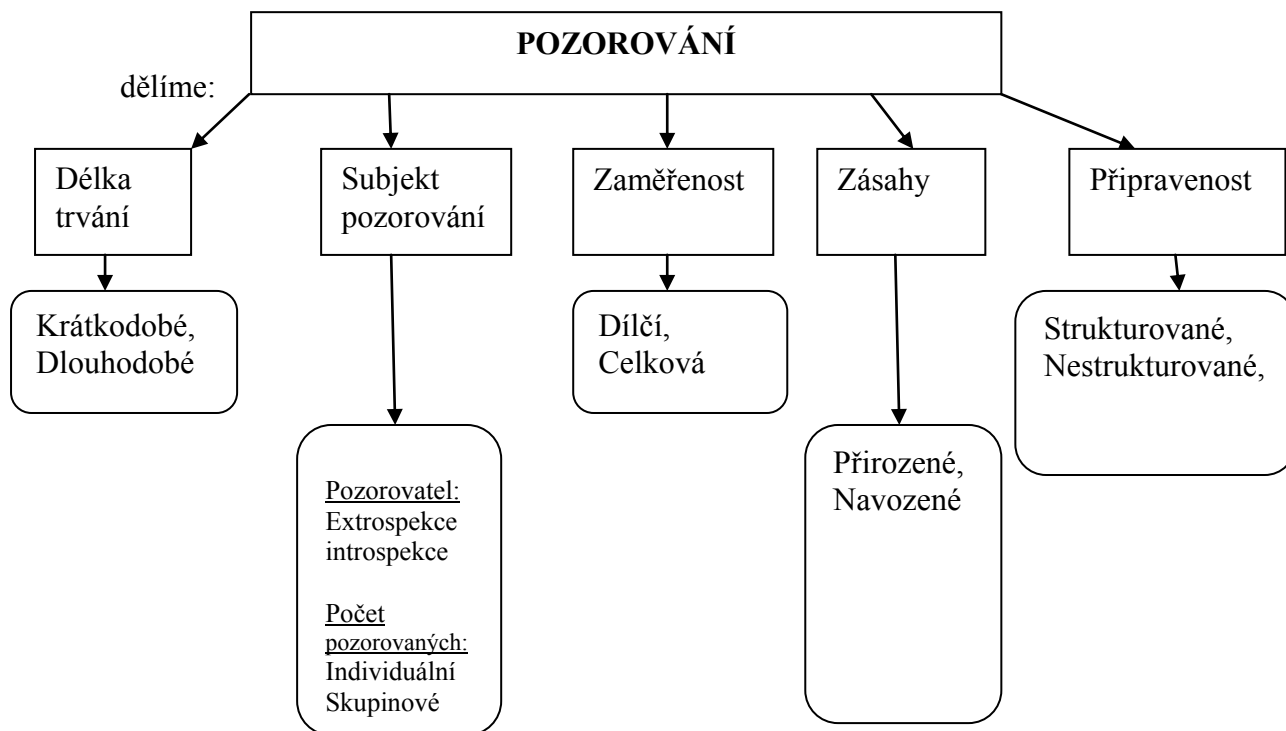 POZOROVÁNÍ
dělíme:
Délka
trvání
Subjekt
pozorování
Zaměřenost
Zásahy
Připravenost
Krátkodobé,
Dlouhodobé
Pozorovatel:
Extrospekce
introspekce
Počet
pozorovaných:
Individuální
Skupinové
Dílčí,
Celková
Přirozené,
Navozené
Strukturované,
Nestrukturované,